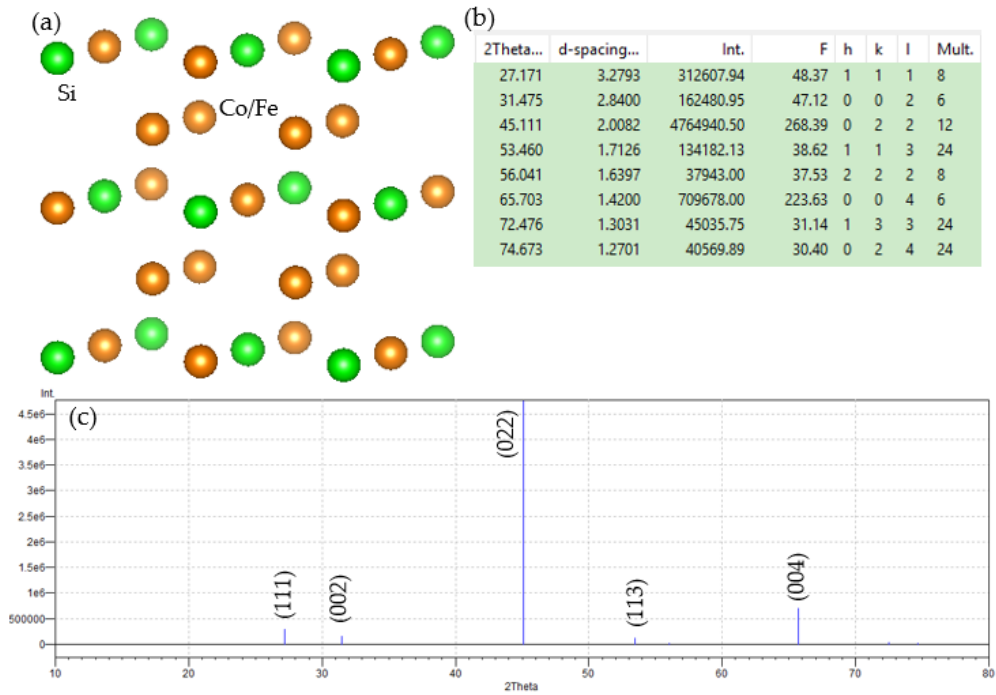 (a)
Si
Co/Fe
(b)
2Theta... d-spacing... Int. F h k l Mult.
27.171 3.2793 312607.94 48.37 1 1 1 8
31.475 2.8400 162480.95 47.12 0 0 2 6
45.111 2.0082 4764940.50 268.39 0 2 2 12
53.460 1.7126 134182.13 38.62 1 1 3 24
56.041 1.6397 37943.00 37.53 2 2 2 8
65.703 1.4200 709678.00 223.63 0 0 4 6
72.476 1.3031 45035.75 31.14 1 3 3 24
74.673 1.2701 40569.89 30.40 0 2 4 24
Int.
(c)
4.5e6
4e6
3.5e6
3e6
2.5e6
2e6
1.5e6
1e6
500000
0
(111)
(002)
(022)
(113)
(004)
10 20 30 40 50 60 70 80
2Theta